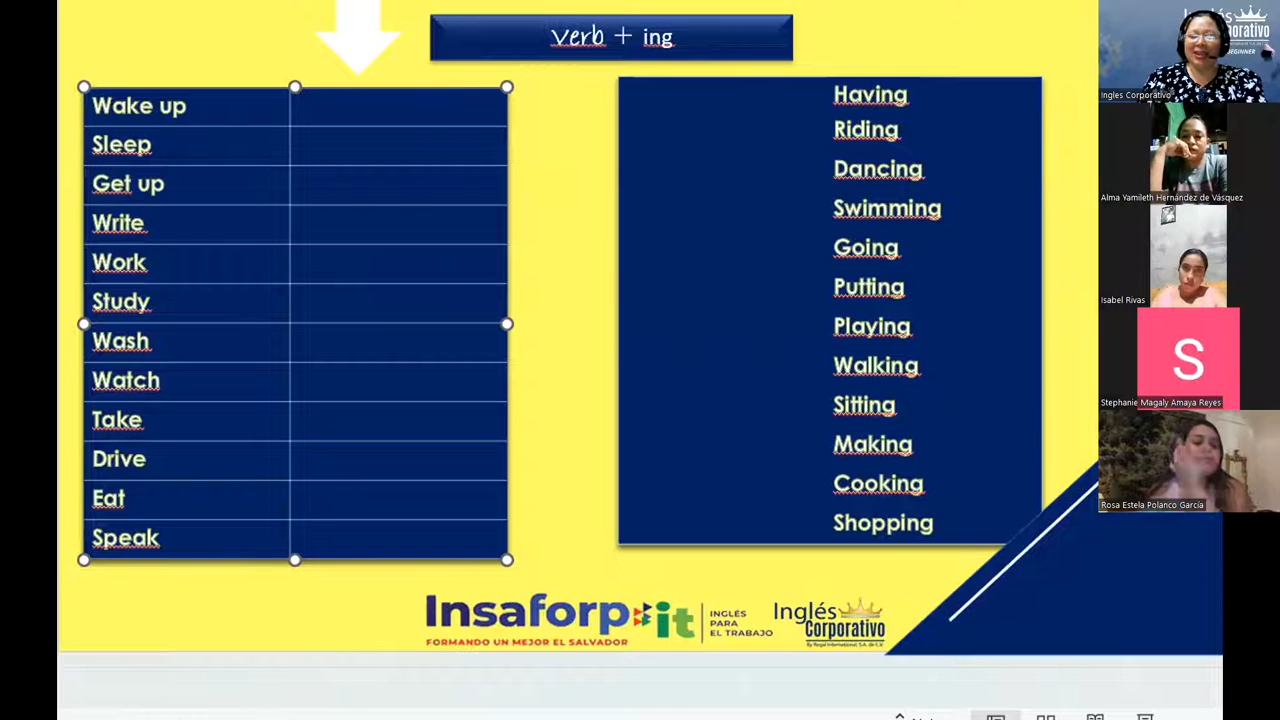 verb + ing
Wake up
Sleep
Get up
Write
Work
Study
Wash
Watch
Take
Drive
Eat
Speak
Having
Riding
Dancing
Swimming
Going
Putting
Playing
Walking
Sitting
Making
Cooking
Shopping
Insaforp it
FORMANDO UN MEJOR EL SALVADOR
INGLÉS
PARA
EL TRABAJO
Inglés
Corporativo
Ingles Corporativo
Alma Yamileth Hernández de Vásquez
Isabel Rivas
S
Stephanie Magaly Amaya Reyes
Rosa Estela Polanco García